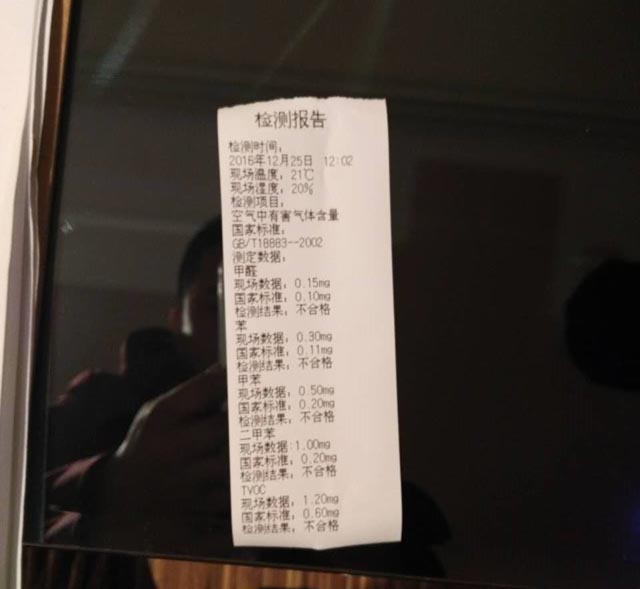 检测报告
检测时间：
2016年12月25日 12:02
现场温度：21℃
现场湿度：20%
检测项目：
空气中有害气体含量
国家标准：
GB/T18883--2002
测定数据：
甲醛
现场数据：0.15mg
国家标准：0.10mg
检测结果：不合格
苯
现场数据：0.30mg
国家标准：0.11mg
检测结果：不合格
甲苯
现场数据：0.50mg
国家标准：0.20mg
检测结果：不合格
二甲苯
现场数据:1.00mg
国家标准：0.20mg
检测结果：不合格
TVOC
现场数据：1.20mg
国家标准：0.60mg
检测结果：不合格